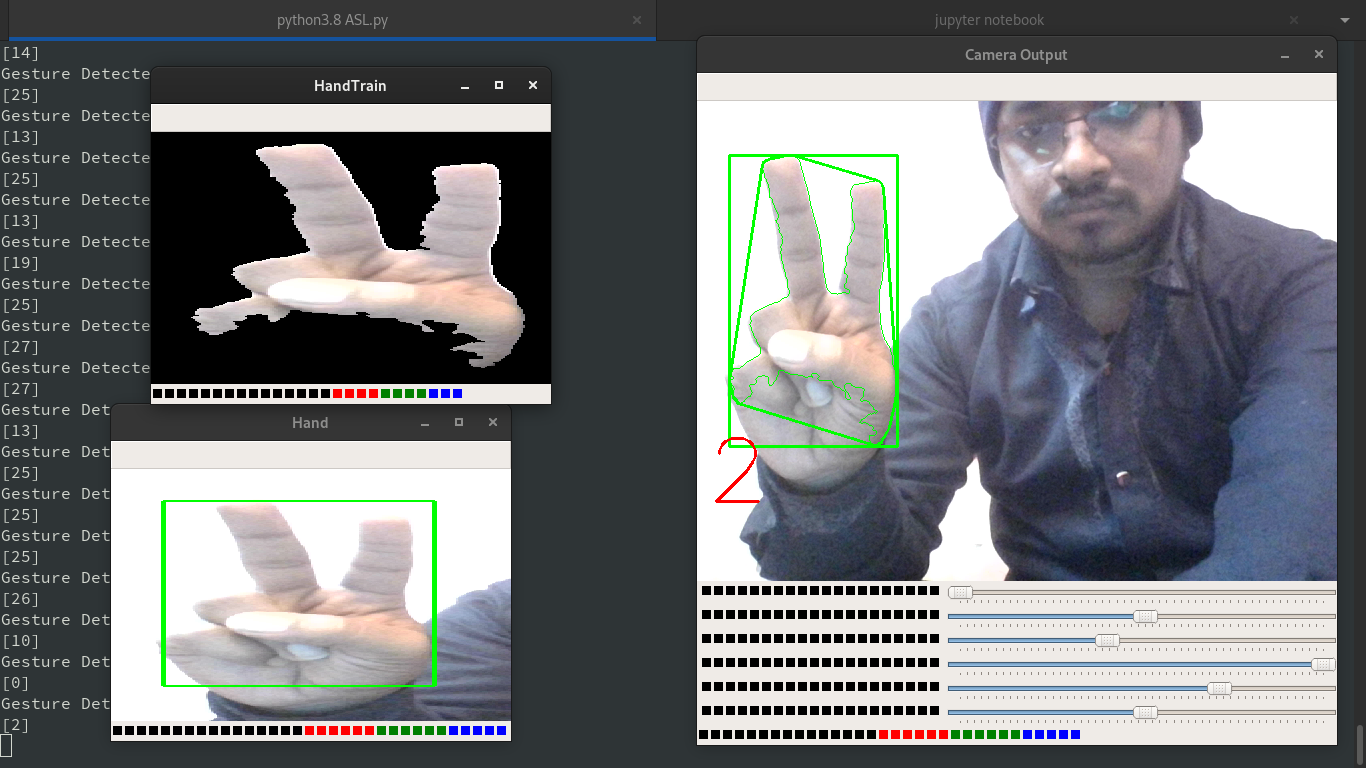 python3.8 ASL.py
jupyter notebook
[14]
Gesture Detecte
[25]
Gesture Detecte
[13]
Gesture Detecte
[25]
Gesture Detecte
[13]
Gesture Detecte
[19]
Gesture Detecte
[25]
Gesture Detecte
[27]
Gesture Detecte
[27]
Gesture Det
[13]
Gesture Det
[25]
Gesture Det
[25]
Gesture Det
[25]
Gesture Det
[26]
Gesture Det
[10]
Gesture Det
[0]
Gesture Det
[2]
HandTrain
Hand
Camera Output
2